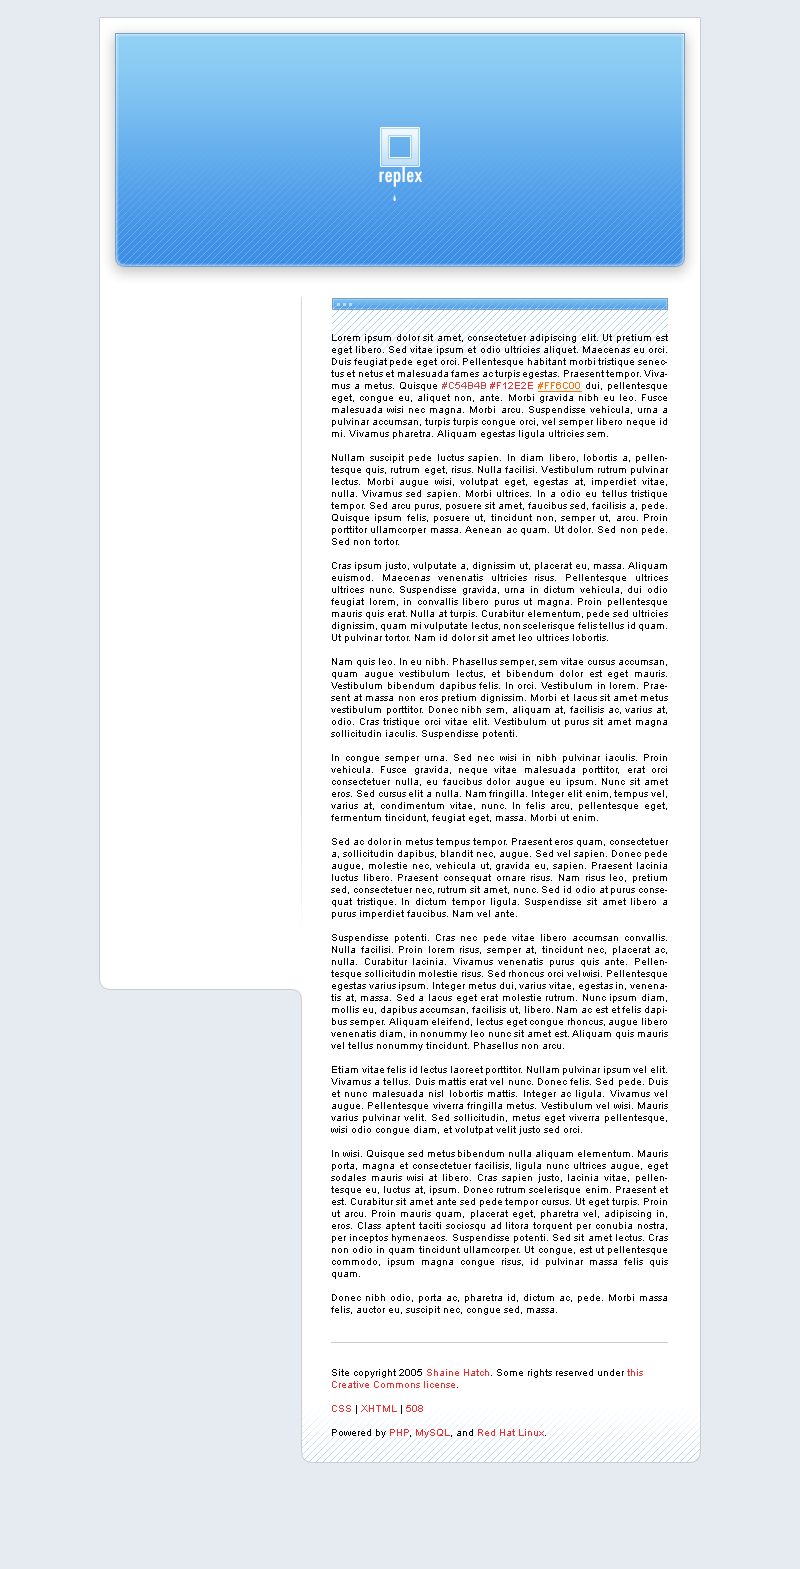 replex
Lorem ipsum dolor sit amet, consectetuer adipiscing elit. Ut pretium est
eget libero. Sed vitae ipsum et odio ultricies aliquet. Maecenas eu orci.
Duis feugiat pede eget orci. Pellentesque habitant morbi tristique senec-
tus et netus et malesuada fames ac turpis egestas. Praesent tempor. Viva-
mus a metus. Quisque #C54B4B #F12E2E #FF6C00 dui, pellentesque
eget, congue eu, aliquet non, ante. Morbi gravida nibh eu leo. Fusce
malesuada wisi nec magna. Morbi arcu. Suspendisse vehicula, urna a
pulvinar accumsan, turpis turpis congue orci, vel semper libero neque id
mi. Vivamus pharetra. Aliquam egestas ligula ultricies sem.
Nullam suscipit pede luctus sapien. In diam libero, lobortis a, pellen-
tesque quis, rutrum eget, risus. Nulla facilisi. Vestibulum rutrum pulvinar
lectus. Morbi augue wisi, volutpat eget, egestas at, imperdiet vitae,
nulla. Vivamus sed sapien. Morbi ultrices. In a odio eu tellus tristique
tempor. Sed arcu purus, posuere sit amet, faucibus sed, facilisis a, pede.
Quisque ipsum felis, posuere ut, tincidunt non, semper ut, arcu. Proin
porttitor ullamcorper massa. Aenean ac quam. Ut dolor. Sed non pede.
Sed non tortor.
Cras ipsum justo, vulputate a, dignissim ut, placerat eu, massa. Aliquam
euismod. Maecenas venenatis ultricies risus. Pellentesque ultrices
ultrices nunc. Suspendisse gravida, urna in dictum vehicula, dui odio
feugiat lorem, in convallis libero purus ut magna. Proin pellentesque
mauris quis erat. Nulla at turpis. Curabitur elementum, pede sed ultricies
dignissim, quam mi vulputate lectus, non scelerisque felis tellus id quam.
Ut pulvinar tortor. Nam id dolor sit amet leo ultrices lobortis.
Nam quis leo. In eu nibh. Phasellus semper, sem vitae cursus accumsan,
quam augue vestibulum lectus, et bibendum dolor est eget mauris.
Vestibulum bibendum dapibus felis. In orci. Vestibulum in lorem. Prae-
sent at massa non eros pretium dignissim. Morbi et lacus sit amet metus
vestibulum porttitor. Donec nibh sem, aliquam at, facilisis ac, varius at,
odio. Cras tristique orci vitae elit. Vestibulum ut purus sit amet magna
sollicitudin iaculis. Suspendisse potenti.
In congue semper urna. Sed nec wisi in nibh pulvinar iaculis. Proin
vehicula. Fusce gravida, neque vitae malesuada porttitor, erat orci
consectetuer nulla, eu faucibus dolor augue eu ipsum. Nunc sit amet
eros. Sed cursus elit a nulla. Nam fringilla. Integer elit enim, tempus vel,
varius at, condimentum vitae, nunc. In felis arcu, pellentesque eget,
fermentum tincidunt, feugiat eget, massa. Morbi ut enim.
Sed ac dolor in metus tempus tempor. Praesent eros quam, consectetuer
a, sollicitudin dapibus, blandit nec, augue. Sed vel sapien. Donec pede
augue, molestie nec, vehicula ut, gravida eu, sapien. Praesent lacinia
luctus libero. Praesent consequat ornare risus. Nam risus leo, pretium
sed, consectetuer nec, rutrum sit amet, nunc. Sed id odio at purus conse-
quat tristique. In dictum tempor ligula. Suspendisse sit amet libero a
purus imperdiet faucibus. Nam vel ante.
Suspendisse potenti. Cras nec pede vitae libero accumsan convallis.
Nulla facilisi. Proin lorem risus, semper at, tincidunt nec, placerat ac,
nulla. Curabitur lacinia. Vivamus venenatis purus quis ante. Pellen-
tesque sollicitudin molestie risus. Sed rhoncus orci vel wisi. Pellentesque
egestas varius ipsum. Integer metus dui, varius vitae, egestas in, venena-
tis at, massa. Sed a lacus eget erat molestie rutrum. Nunc ipsum diam,
mollis eu, dapibus accumsan, facilisis ut, libero. Nam ac est et felis dapi-
bus semper. Aliquam eleifend, lectus eget congue rhoncus, augue libero
venenatis diam, in nonummy leo nunc sit amet est. Aliquam quis mauris
vel tellus nonummy tincidunt. Phasellus non arcu.
Etiam vitae felis id lectus laoreet porttitor. Nullam pulvinar ipsum vel elit.
Vivamus a tellus. Duis mattis erat vel nunc. Donec felis. Sed pede. Duis
et nunc malesuada nisl lobortis mattis. Integer ac ligula. Vivamus vel
augue. Pellentesque viverra fringilla metus. Vestibulum vel wisi. Mauris
varius pulvinar velit. Sed sollicitudin, metus eget viverra pellentesque,
wisi odio congue diam, et volutpat velit justo sed orci.
In wisi. Quisque sed metus bibendum nulla aliquam elementum. Mauris
porta, magna et consectetuer facilisis, ligula nunc ultrices augue, eget
sodales mauris wisi at libero. Cras sapien justo, lacinia vitae, pellen-
tesque eu, luctus at, ipsum. Donec rutrum scelerisque enim. Praesent et
est. Curabitur sit amet ante sed pede tempor cursus. Ut eget turpis. Proin
ut arcu. Proin mauris quam, placerat eget, pharetra vel, adipiscing in,
eros. Class aptent taciti sociosqu ad litora torquent per conubia nostra,
per inceptos hymenaeos. Suspendisse potenti. Sed sit amet lectus. Cras
non odio in quam tincidunt ullamcorper. Ut congue, est ut pellentesque
commodo, ipsum magna congue risus, id pulvinar massa felis quis
quam.
Donec nibh odio, porta ac, pharetra id, dictum ac, pede. Morbi massa
felis, auctor eu, suscipit nec, congue sed, massa.
Site copyright 2005 Shaine Hatch. Some rights reserved under this
Creative Commons license.
CSS | XHTML | 508
Powered by PHP, MySQL, and Red Hat Linux.